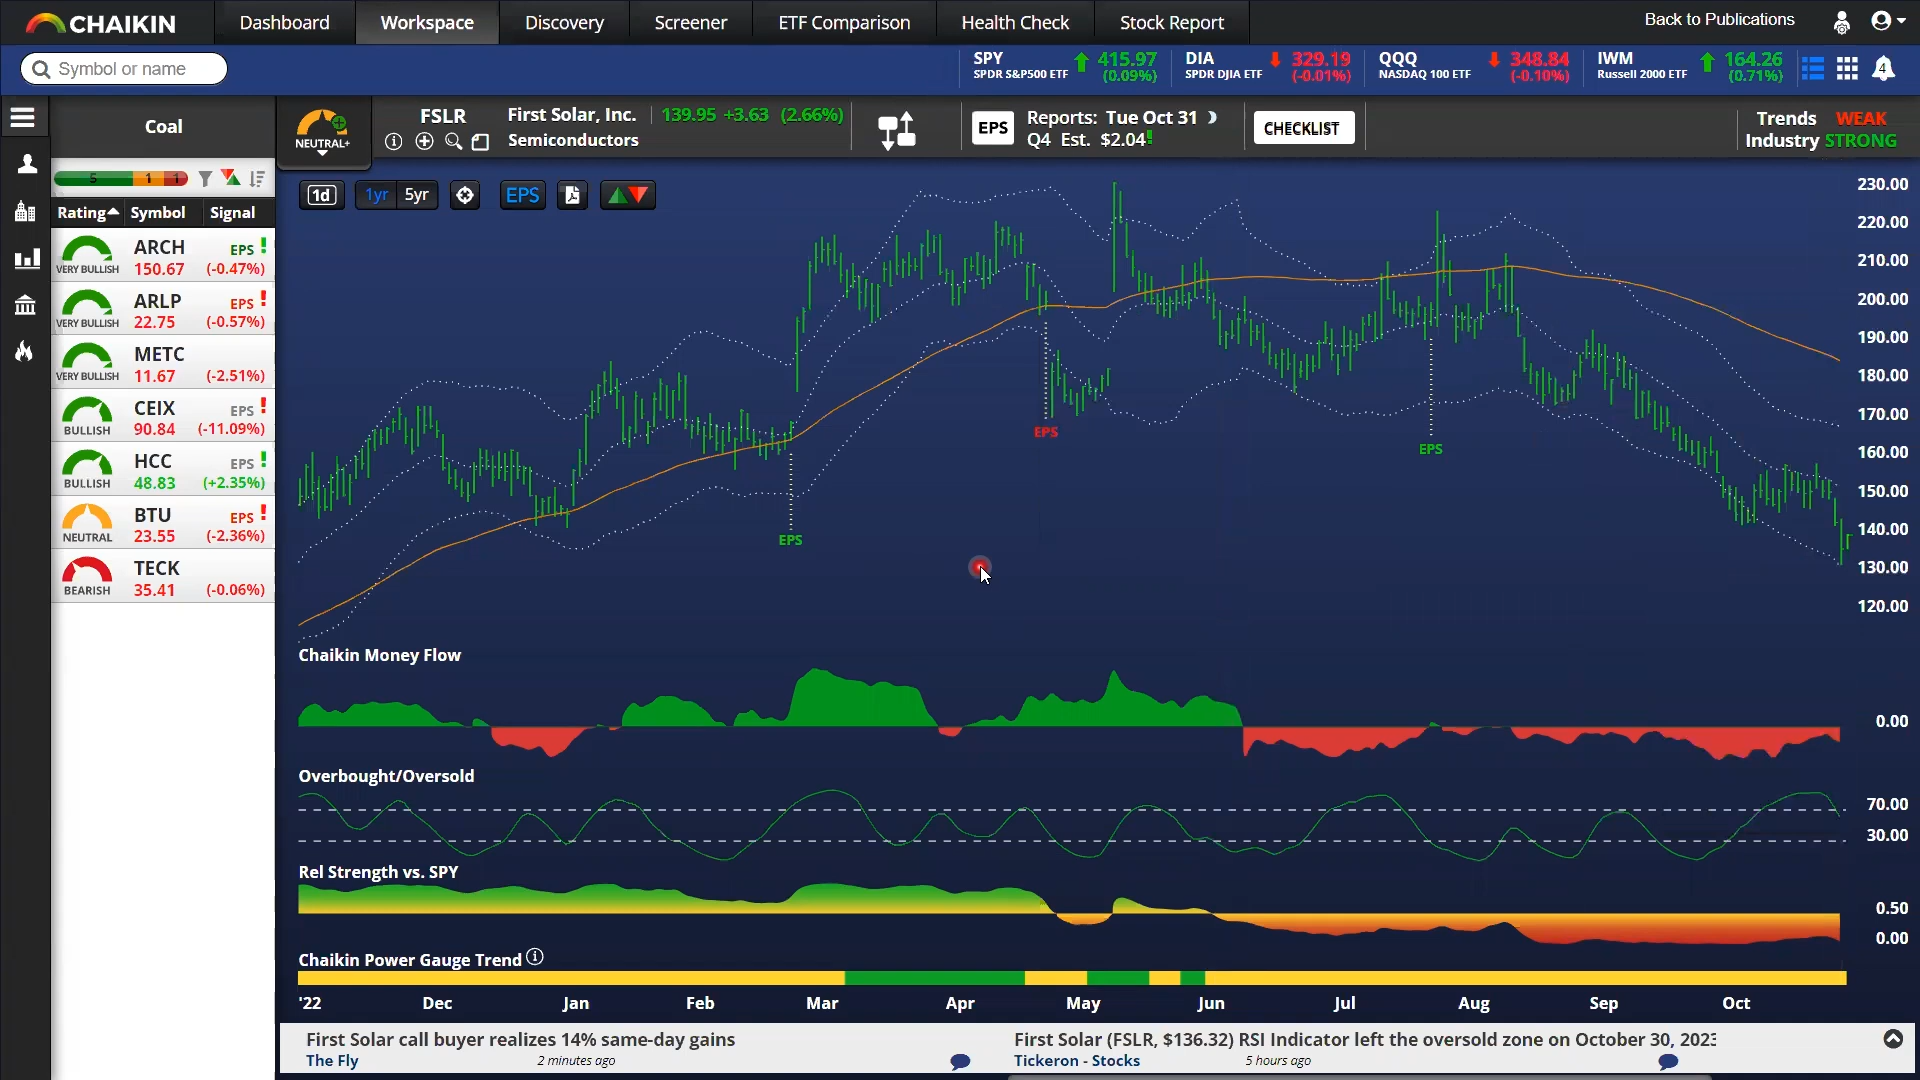 CHAIKIN
Dashboard
Workspace
Discovery
Screener
ETF Comparison
Health Check
Stock Report
Back to Publications
Symbol or name
SPY
SPDR S&P500 ETF
415.97
(0.09%)
DIA
SPDR DJIA ETF
329.19
(-0.01%)
QQQ
NASDAQ 100 ETF
348.84
(-0.10%)
IWM
Russell 2000 ETF
164.26
(0.71%)
4
Coal
5 1 1
Rating Symbol Signal
ARCH EPS !
VERY BULLISH 150.67 (-0.47%)
ARLP EPS !
VERY BULLISH 22.75 (-0.57%)
METC
VERY BULLISH 11.67 (-2.51%)
CEIX EPS !
BULLISH 90.84 (-11.09%)
HCC EPS !
BULLISH 48.83 (+2.35%)
BTU EPS !
NEUTRAL 23.55 (-2.36%)
TECK
BEARISH 35.41 (-0.06%)
NEUTRAL+
FSLR
First Solar, Inc.
139.95 +3.63 (2.66%)
Semiconductors
EPS
Reports: Tue Oct 31
Q4 Est. $2.04!
CHECKLIST
Trends WEAK
Industry STRONG
1d
1yr 5yr
EPS
230.00
220.00
210.00
200.00
190.00
180.00
170.00
160.00
150.00
140.00
130.00
120.00
EPS
EPS
EPS
Chaikin Money Flow
0.00
Overbought/Oversold
70.00
30.00
Rel Strength vs. SPY
0.50
0.00
Chaikin Power Gauge Trend
'22 Dec Jan Feb Mar Apr May Jun Jul Aug Sep Oct
First Solar call buyer realizes 14% same-day gains
The Fly 2 minutes ago
First Solar (FSLR, $136.32) RSI Indicator left the oversold zone on October 30, 2023
Tickeron - Stocks 5 hours ago